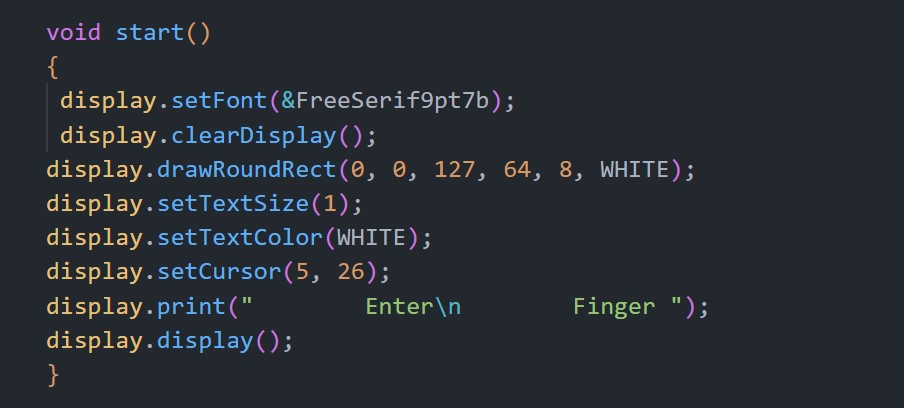 void start()
{
 display.setFont(&FreeSerif9pt7b);
 display.clearDisplay();
display.drawRoundRect(0, 0, 127, 64, 8, WHITE);
display.setTextSize(1);
display.setTextColor(WHITE);
display.setCursor(5, 26);
display.print("        Enter\n        Finger ");
display.display();
}